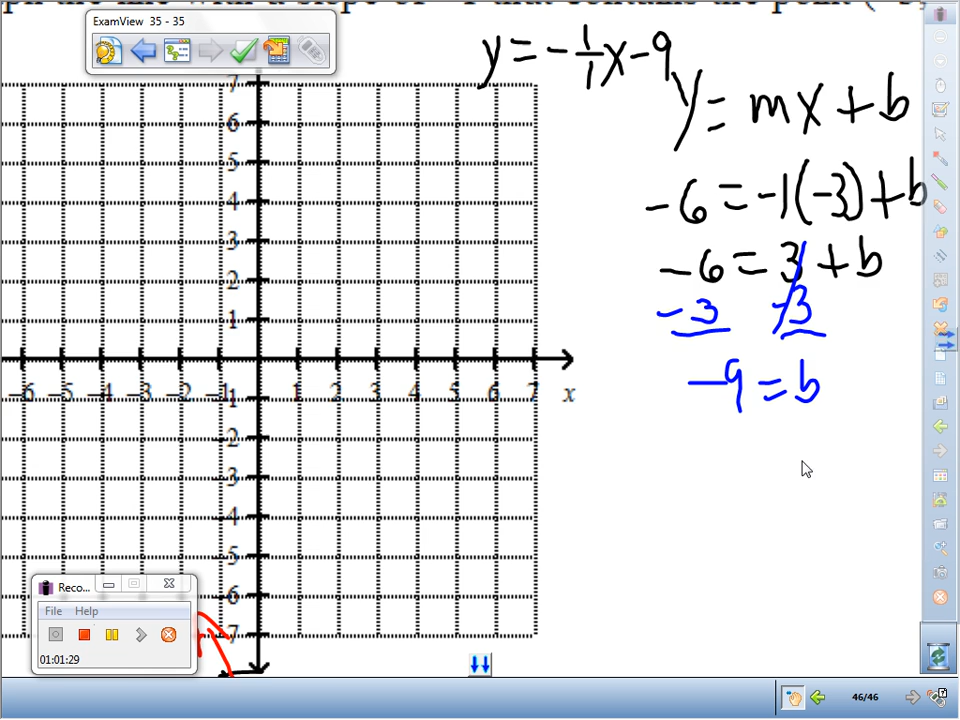 ExamView 35 - 35
y = -1/1x - 9
y = mx + b
-6 = -1(-3) + b
-6 = 3 + b
-3 -3
-9 = b
7
6
5
4
3
2
1
-6 -5 -4 -3 -2 -1 1 2 3 4 5 6 7 x
-1
-2
-3
-4
-5
-6
-7
Reco...
File Help
01:01:29
46/46